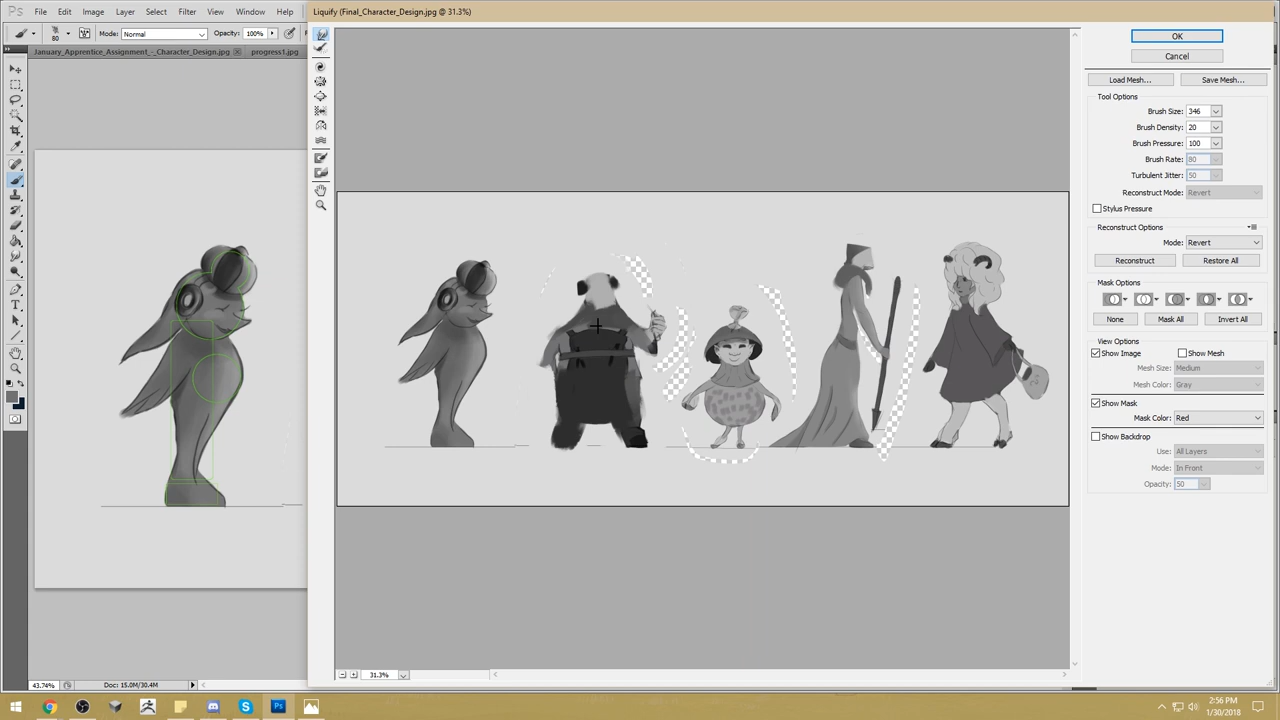 Ps File Edit Image Layer Select Filter Analysis 3D View Window Help
Liquify (Final_Character_Design.jpg @ 31.3%)
80 Mode: Normal Opacity: 100%
January_Apprentice_Assignment_-_Character_Design.jpg progress1.jpg
OK
Cancel
Load Mesh... Save Mesh...
Tool Options
Brush Size: 346
Brush Density: 20
Brush Pressure: 100
Brush Rate: 80
Turbulent Jitter: 50
Reconstruct Mode: Revert
Stylus Pressure
Reconstruct Options
Mode: Revert
Reconstruct Restore All
Mask Options
None Mask All Invert All
View Options
Show Image Show Mesh
Mesh Size: Medium
Mesh Color: Gray
Show Mask
Mask Color: Red
Show Backdrop
Use: All Layers
Mode: In Front
Opacity: 50
31.3%
43.74% Doc: 15.0M/30.4M
2:56 PM
1/30/2018